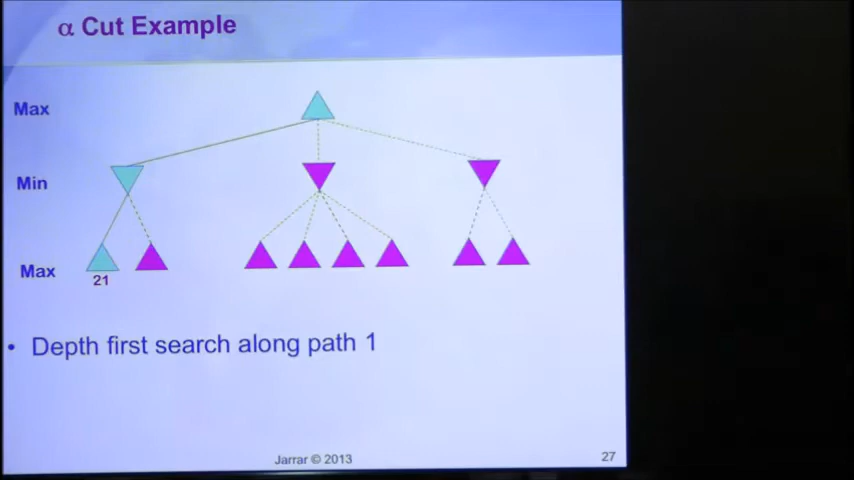 α Cut Example
Max
Min
Max
21
• Depth first search along path 1
Jarrar © 2013
27